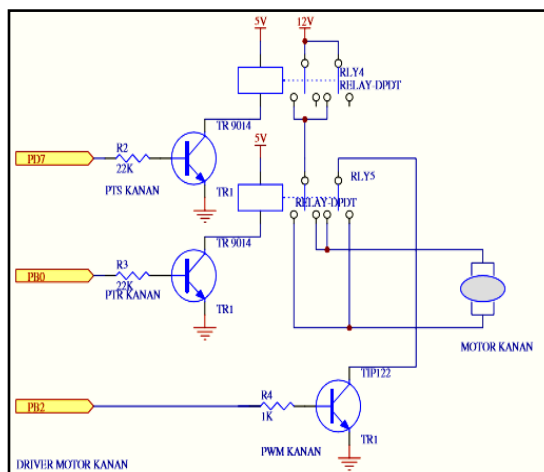 5V
12V
RLY4
RELAY-DPDT
TR 9014
5V
R2
PD7
22K
PTS KANAN
TR1
RLY5
RELAY-DPDT
TR 9014
R3
PB0
22K
PTR KANAN
TR1
MOTOR KANAN
TIP122
R4
PB2
1K
PWM KANAN
TR1
DRIVER MOTOR KANAN